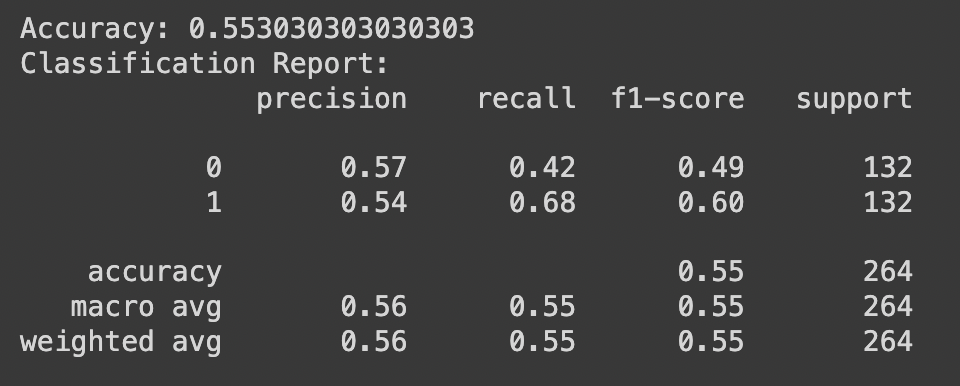 Accuracy: 0.553030303030303
Classification Report:
precision recall f1-score support
0 0.57 0.42 0.49 132
1 0.54 0.68 0.60 132
accuracy 0.55 264
macro avg 0.56 0.55 0.55 264
weighted avg 0.56 0.55 0.55 264